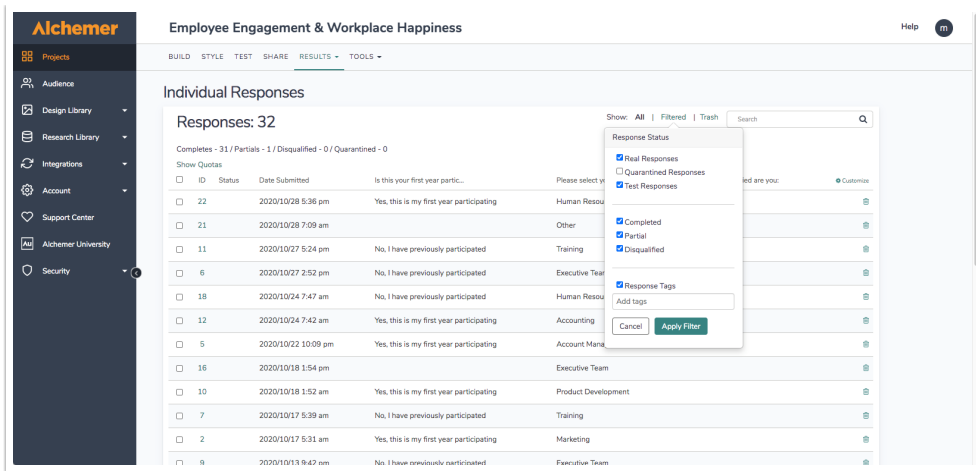 Alchemer
Employee Engagement & Workplace Happiness
Help
m
Projects
BUILD STYLE TEST SHARE RESULTS TOOLS
Audience
Design Library
Research Library
Integrations
Account
Support Center
Au Alchemer University
Security
Individual Responses
Responses: 32
Show: All | Filtered | Trash
Search
Completes - 31 / Partials - 1 / Disqualified - 0 / Quarantined - 0
Show Quotas
ID Status Date Submitted Is this your first year partic... Please select yo led are you: Customize
22 2020/10/28 5:36 pm Yes, this is my first year participating Human Resou
21 2020/10/28 7:09 am Other
11 2020/10/27 5:24 pm No, I have previously participated Training
6 2020/10/27 2:52 pm No, I have previously participated Executive Tea
18 2020/10/24 7:47 am No, I have previously participated Human Resou
12 2020/10/24 7:42 am Yes, this is my first year participating Accounting
5 2020/10/22 10:09 pm Yes, this is my first year participating Account Mana
16 2020/10/18 1:54 pm Executive Team
10 2020/10/18 1:52 am Yes, this is my first year participating Product Development
7 2020/10/17 5:39 am No, I have previously participated Training
2 2020/10/17 5:31 am Yes, this is my first year participating Marketing
9 2020/10/13 9:42 pm No, I have previously participated Executive Team
Response Status
Real Responses
Quarantined Responses
Test Responses
Completed
Partial
Disqualified
Response Tags
Add tags
Cancel Apply Filter